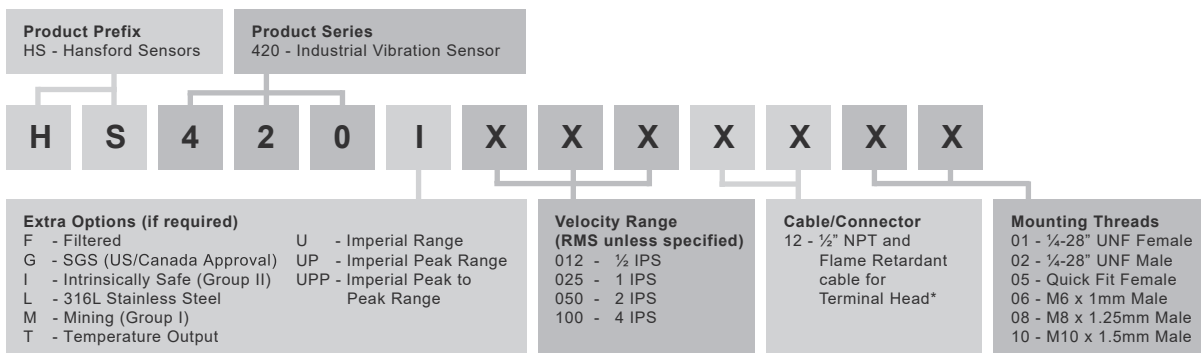 Product Prefix
HS - Hansford Sensors
Product Series
420 - Industrial Vibration Sensor
H S 4 2 0 I X X X X X X X
Extra Options (if required)
F - Filtered
G - SGS (US/Canada Approval)
I - Intrinsically Safe (Group II)
L - 316L Stainless Steel
M - Mining (Group I)
T - Temperature Output
U - Imperial Range
UP - Imperial Peak Range
UPP - Imperial Peak to
Peak Range
Velocity Range
(RMS unless specified)
012 - ½ IPS
025 - 1 IPS
050 - 2 IPS
100 - 4 IPS
Cable/Connector
12 - ½” NPT and
Flame Retardant
cable for
Terminal Head*
Mounting Threads
01 - ¼-28” UNF Female
02 - ¼-28” UNF Male
05 - Quick Fit Female
06 - M6 x 1mm Male
08 - M8 x 1.25mm Male
10 - M10 x 1.5mm Male